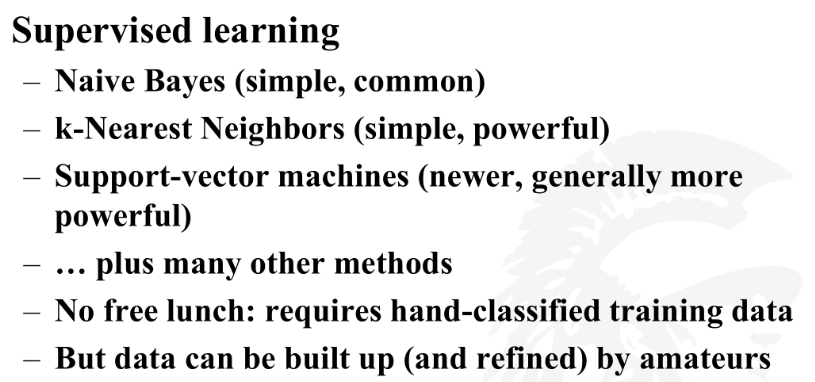 Supervised learning
– Naive Bayes (simple, common)
– k-Nearest Neighbors (simple, powerful)
– Support-vector machines (newer, generally more
powerful)
– … plus many other methods
– No free lunch: requires hand-classified training data
– But data can be built up (and refined) by amateurs